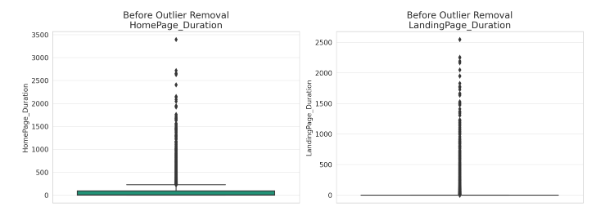 Before Outlier Removal
HomePage_Duration
3500
3000
2500
2000
1500
1000
500
0
HomePage_Duration
Before Outlier Removal
LandingPage_Duration
2500
2000
1500
1000
500
0
LandingPage_Duration